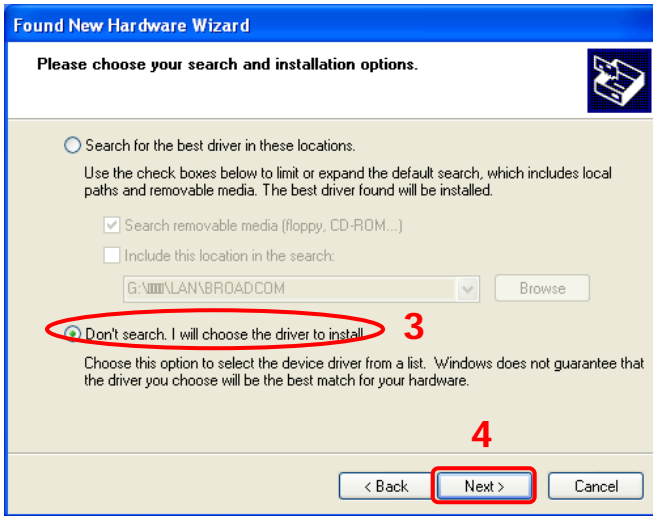 Found New Hardware Wizard
Please choose your search and installation options.
Search for the best driver in these locations.
Use the check boxes below to limit or expand the default search, which includes local
paths and removable media. The best driver found will be installed.
Search removable media (floppy, CD-ROM...)
Include this location in the search:
G:\ \LAN\BROADCOM
Browse
Don't search. I will choose the driver to install.
3
Choose this option to select the device driver from a list. Windows does not guarantee that
the driver you choose will be the best match for your hardware.
4
< Back
Next >
Cancel